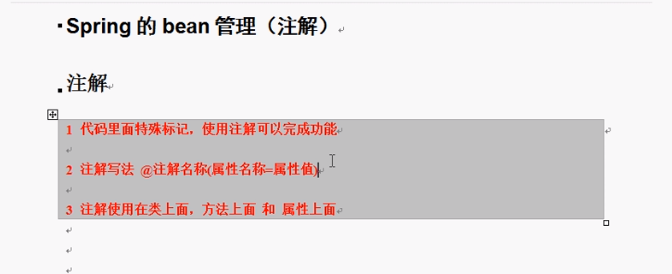 Spring 的 bean 管理（注解）
注解
1 代码里面特殊标记，使用注解可以完成功能
2 注解写法 @注解名称(属性名称=属性值)
3 注解使用在类上面，方法上面 和 属性上面